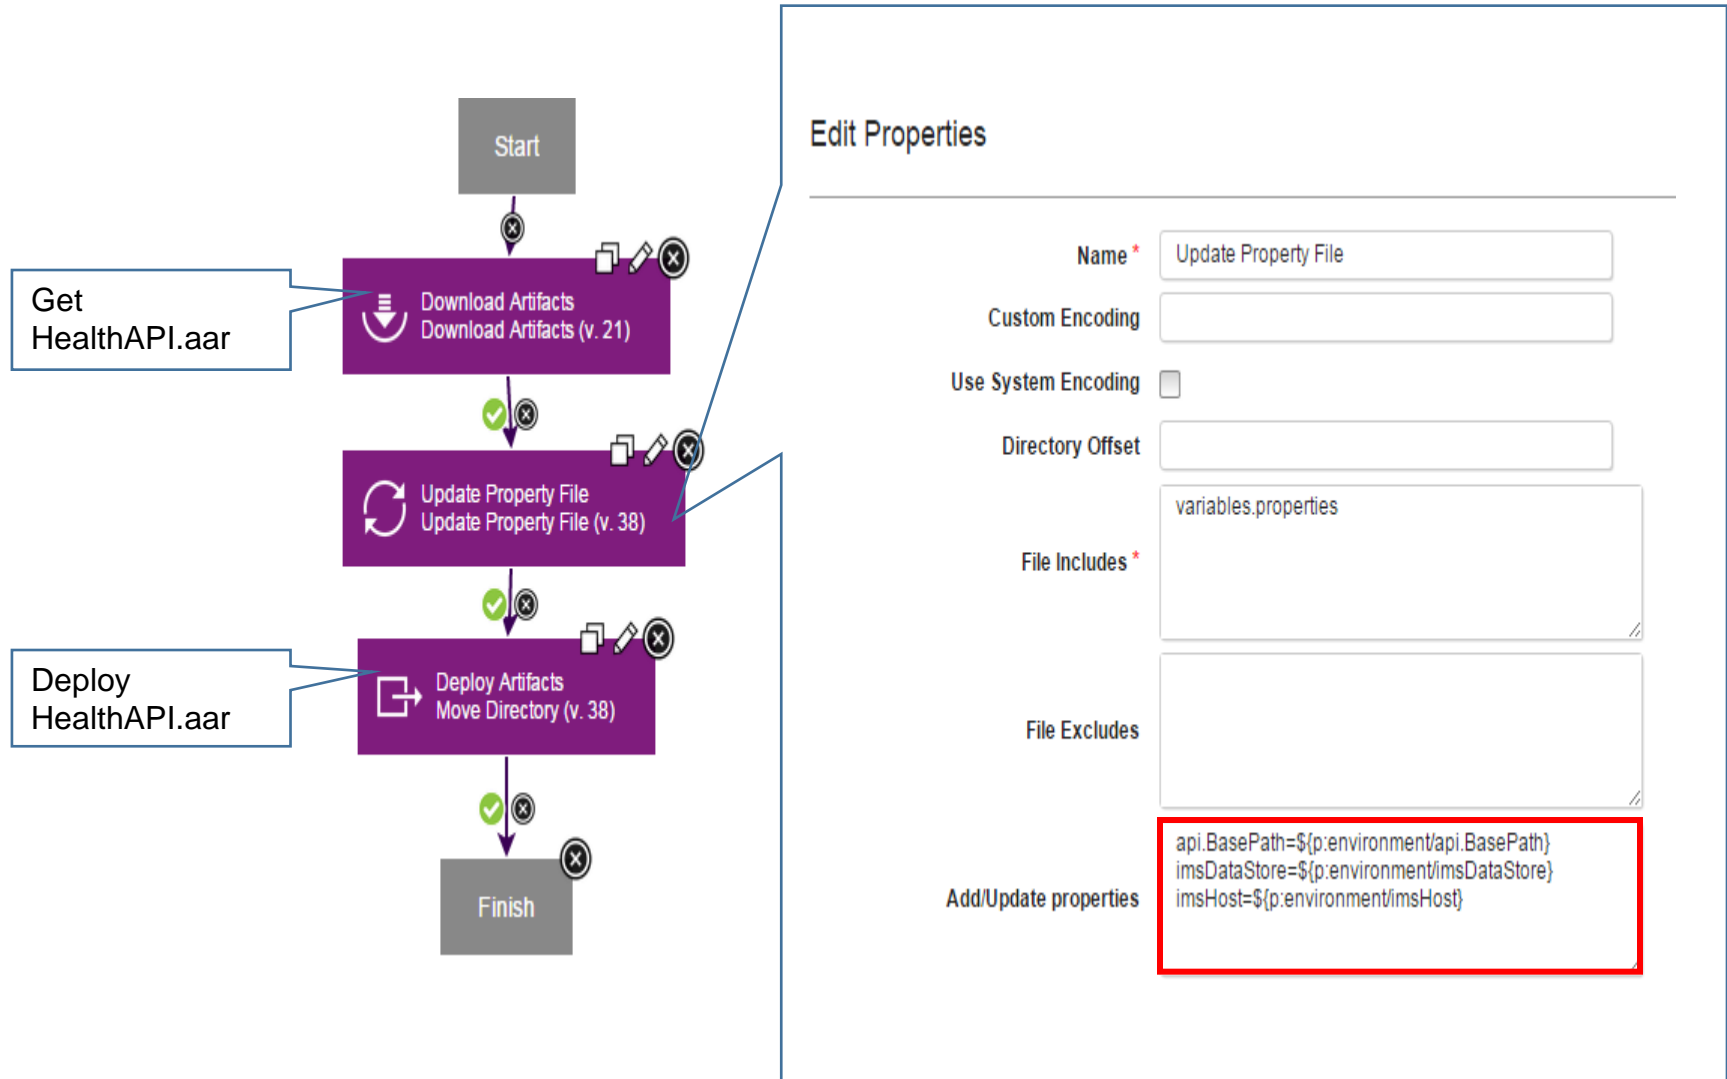 Start
Get
HealthAPI.aar
Download Artifacts
Download Artifacts (v. 21)
Update Property File
Update Property File (v. 38)
Deploy
HealthAPI.aar
Deploy Artifacts
Move Directory (v. 38)
Finish
Edit Properties
Name *
Update Property File
Custom Encoding
Use System Encoding
Directory Offset
File Includes *
variables.properties
File Excludes
Add/Update properties
api.BasePath=${p:environment/api.BasePath}
imsDataStore=${p:environment/imsDataStore}
imsHost=${p:environment/imsHost}